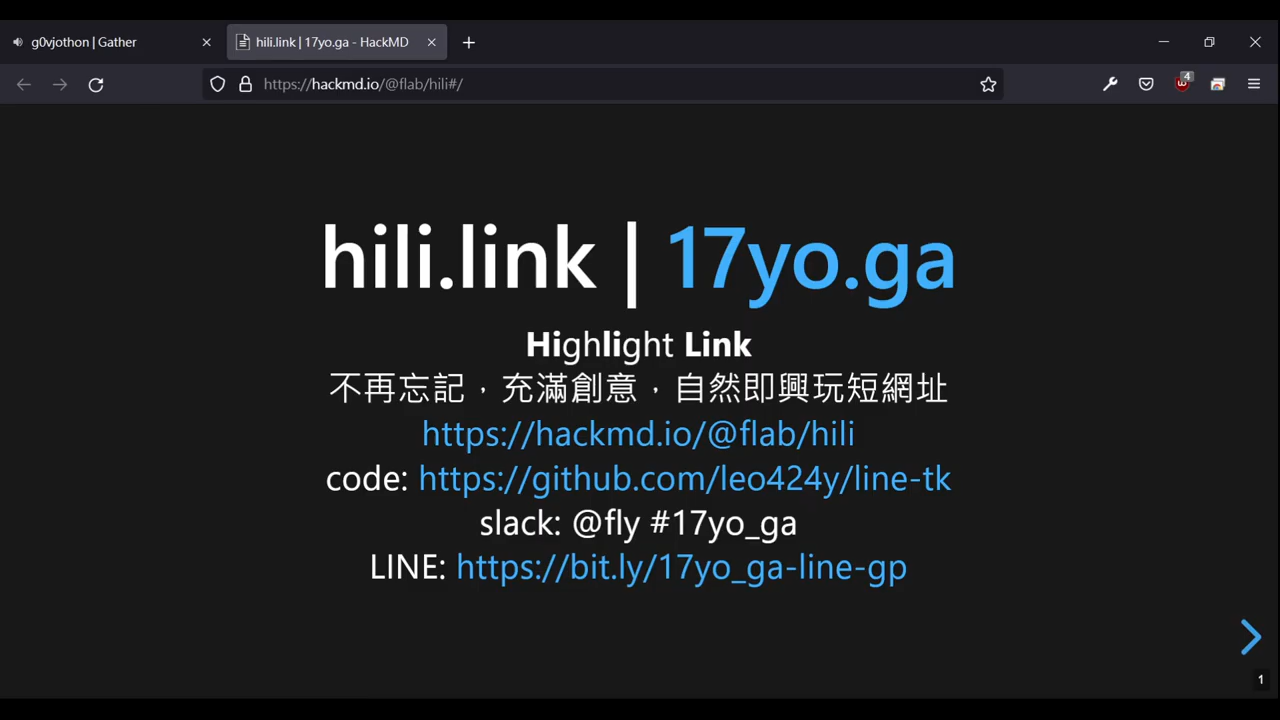 g0vjothon | Gather
hili.link | 17yo.ga - HackMD
https://hackmd.io/@flab/hili#/
4
hili.link | 17yo.ga
Highlight Link
不再忘記，充滿創意，自然即興玩短網址
https://hackmd.io/@flab/hili
code: https://github.com/leo424y/line-tk
slack: @fly #17yo_ga
LINE: https://bit.ly/17yo_ga-line-gp
1